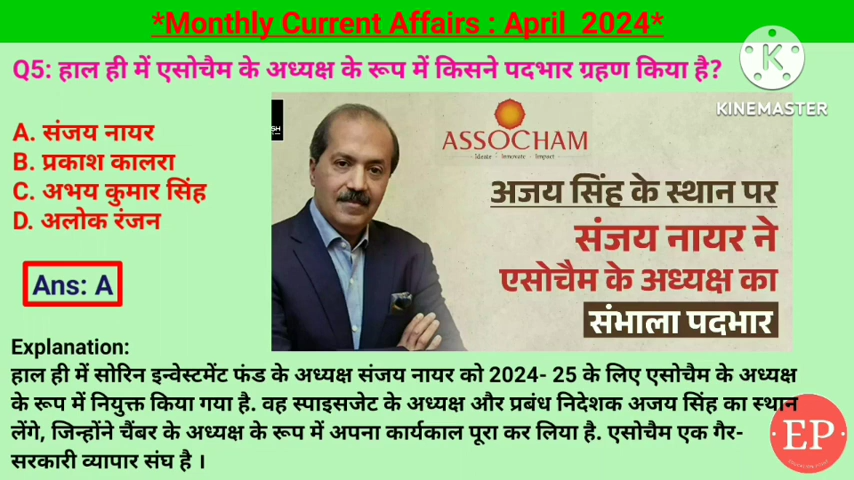 *Monthly Current Affairs : April 2024*
Q5: हाल ही में एसोचैम के अध्यक्ष के रूप में किसने पदभार ग्रहण किया है?
KINEMASTER
A. संजय नायर
B. प्रकाश कालरा
C. अभय कुमार सिंह
D. अलोक रंजन
Ans: A
ASSOCHAM
Ideate Innovate Impact
अजय सिंह के स्थान पर
संजय नायर ने
एसोचैम के अध्यक्ष का
संभाला पदभार
Explanation:
हाल ही में सोरिन इन्वेस्टमेंट फंड के अध्यक्ष संजय नायर को 2024- 25 के लिए एसोचैम के अध्यक्ष
के रूप में नियुक्त किया गया है. वह स्पाइसजेट के अध्यक्ष और प्रबंध निदेशक अजय सिंह का स्थान
लेंगे, जिन्होंने चैंबर के अध्यक्ष के रूप में अपना कार्यकाल पूरा कर लिया है. एसोचैम एक गैर-
सरकारी व्यापार संघ है ।
EP